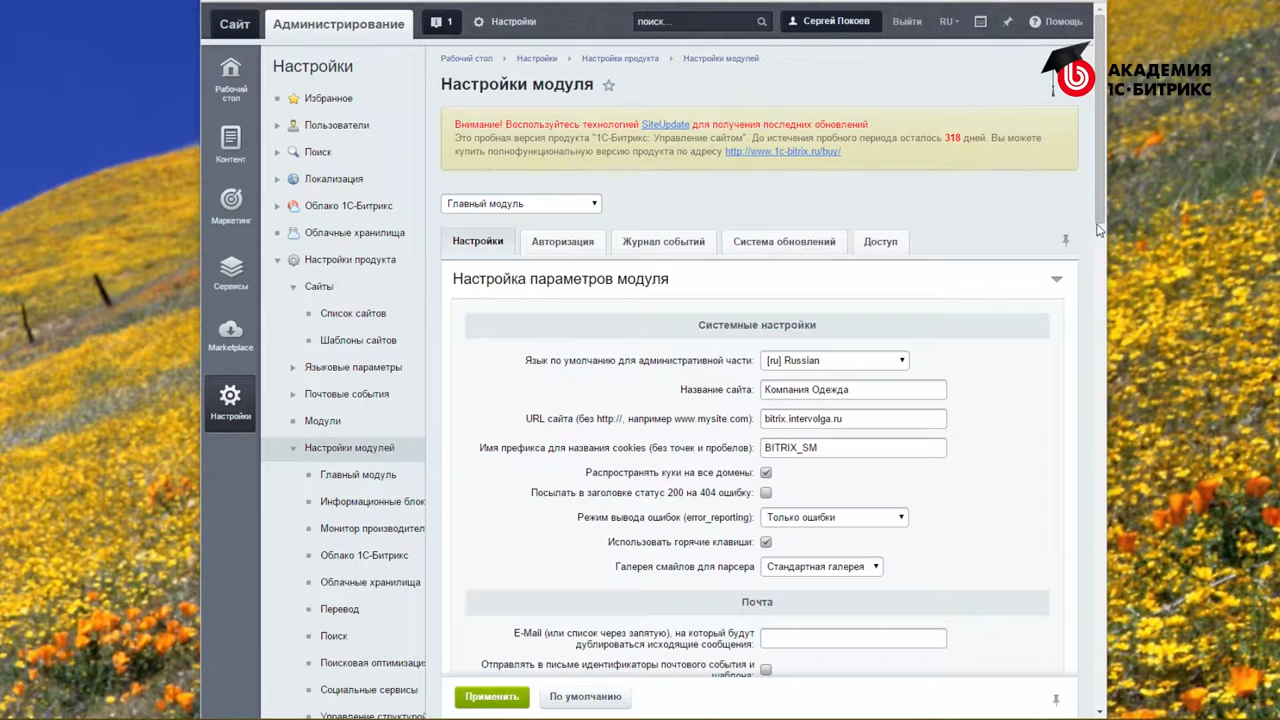 Сайт
Администрирование
1
Настройки
поиск...
Сергей Покоев
Выйти
RU
Помощь
АКАДЕМИЯ
1С·БИТРИКС
Рабочий стол
Контент
Маркетинг
Сервисы
Marketplace
Настройки
Настройки
Избранное
Пользователи
Поиск
Локализация
Облако 1С-Битрикс
Облачные хранилища
Настройки продукта
Сайты
Список сайтов
Шаблоны сайтов
Языковые параметры
Почтовые события
Модули
Настройки модулей
Главный модуль
Информационные блок
Монитор производител
Облако 1С-Битрикс
Облачные хранилища
Перевод
Поиск
Поисковая оптимизаци
Социальные сервисы
Управление структурой
Рабочий стол Настройки Настройки продукта Настройки модулей
Настройки модуля
Внимание! Воспользуйтесь технологией SiteUpdate для получения последних обновлений.
Это пробная версия продукта "1С-Битрикс: Управление сайтом". До истечения пробного периода осталось 318 дней. Вы можете
купить полнофункциональную версию продукта по адресу http://www.1c-bitrix.ru/buy/
Главный модуль
Настройки Авторизация Журнал событий Система обновлений Доступ
Настройка параметров модуля
Системные настройки
Язык по умолчанию для административной части: [ru] Russian
Название сайта: Компания Одежда
URL сайта (без http://, например www.mysite.com): bitrix.intervolga.ru
Имя префикса для названия cookies (без точек и пробелов): BITRIX_SM
Распространять куки на все домены:
Посылать в заголовке статус 200 на 404 ошибку:
Режим вывода ошибок (error_reporting): Только ошибки
Использовать горячие клавиши:
Галерея смайлов для парсера Стандартная галерея
Почта
E-Mail (или список через запятую), на который будут
дублироваться исходящие сообщения:
Отправлять в письме идентификаторы почтового события и
шаблона:
Применить По умолчанию